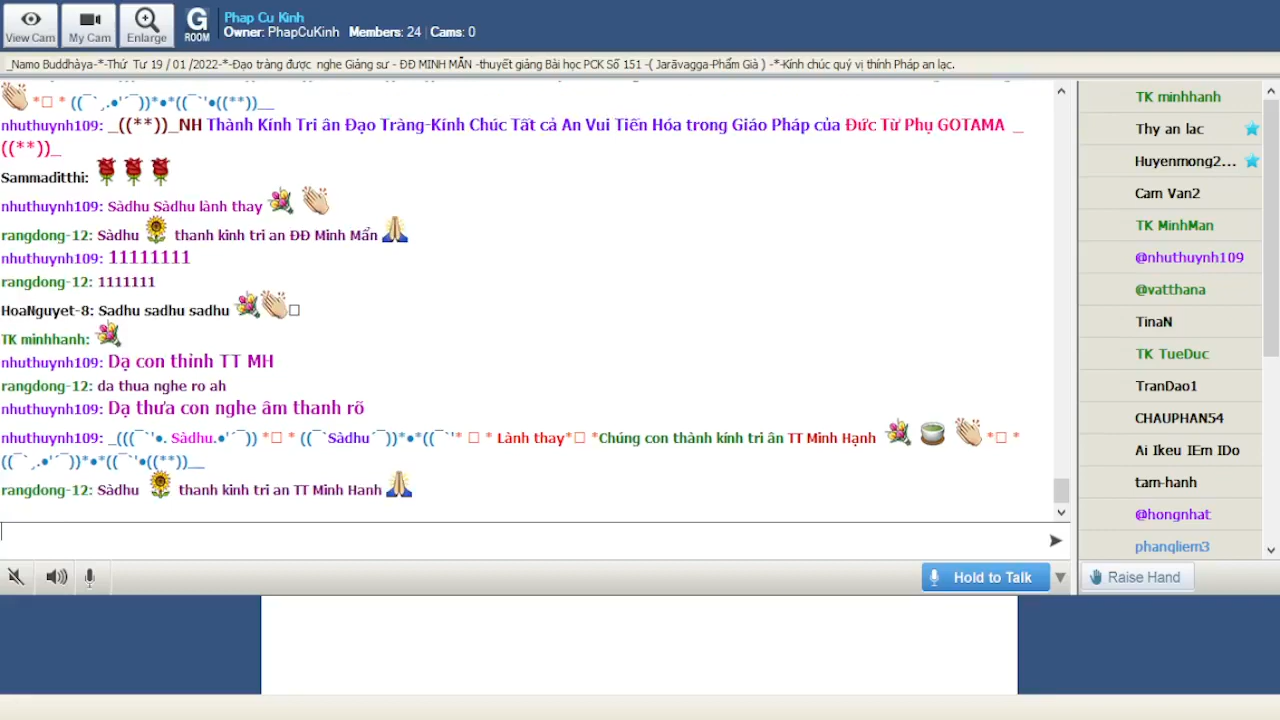 View Cam
My Cam
Enlarge
G
ROOM
Phap Cu Kinh
Owner: PhapCuKinh Members: 24 Cams: 0
_Namo Buddhàya-*-Thứ Tư 19 / 01 /2022-*-Đạo tràng được nghe Giảng sư - ĐĐ MINH MẪN -thuyết giảng Bài học PCK Số 151 -( Jarāvagga-Phẩm Già ) -*-Kính chúc quý vị thính Pháp an lạc.
*□ * ((¯`¸.•'´¯))*•*((¯`'•((**))__
nhuthuynh109: _((**))_NH Thành Kính Tri ân Đạo Tràng-Kính Chúc Tất cả An Vui Tiến Hóa trong Giáo Pháp của Đức Từ Phụ GOTAMA _
((**))_
Sammaditthi:
nhuthuynh109: Sàdhu Sàdhu lành thay
rangdong-12: Sàdhu thanh kinh tri an ĐĐ Minh Mẩn
nhuthuynh109: 11111111
rangdong-12: 1111111
HoaNguyet-8: Sadhu sadhu sadhu □
TK minhhanh:
nhuthuynh109: Dạ con thỉnh TT MH
rangdong-12: da thua nghe ro ah
nhuthuynh109: Dạ thưa con nghe âm thanh rõ
nhuthuynh109: _(((¯`'•. Sàdhu.•'´¯)) *□ * ((¯`Sàdhu´¯))*•*((¯`'* □ * Lành thay*□ *Chúng con thành kính tri ân TT Minh Hạnh *□ *
((¯`¸.•'´¯))*•*((¯`'•((**))__
rangdong-12: Sàdhu thanh kinh tri an TT Minh Hanh
Hold to Talk
TK minhhanh
Thy an lac
Huyenmong2...
Cam Van2
TK MinhMan
@nhuthuynh109
@vatthana
TinaN
TK TueDuc
TranDao1
CHAUPHAN54
Ai Ikeu IEm IDo
tam-hanh
@hongnhat
phanqliem3
Raise Hand